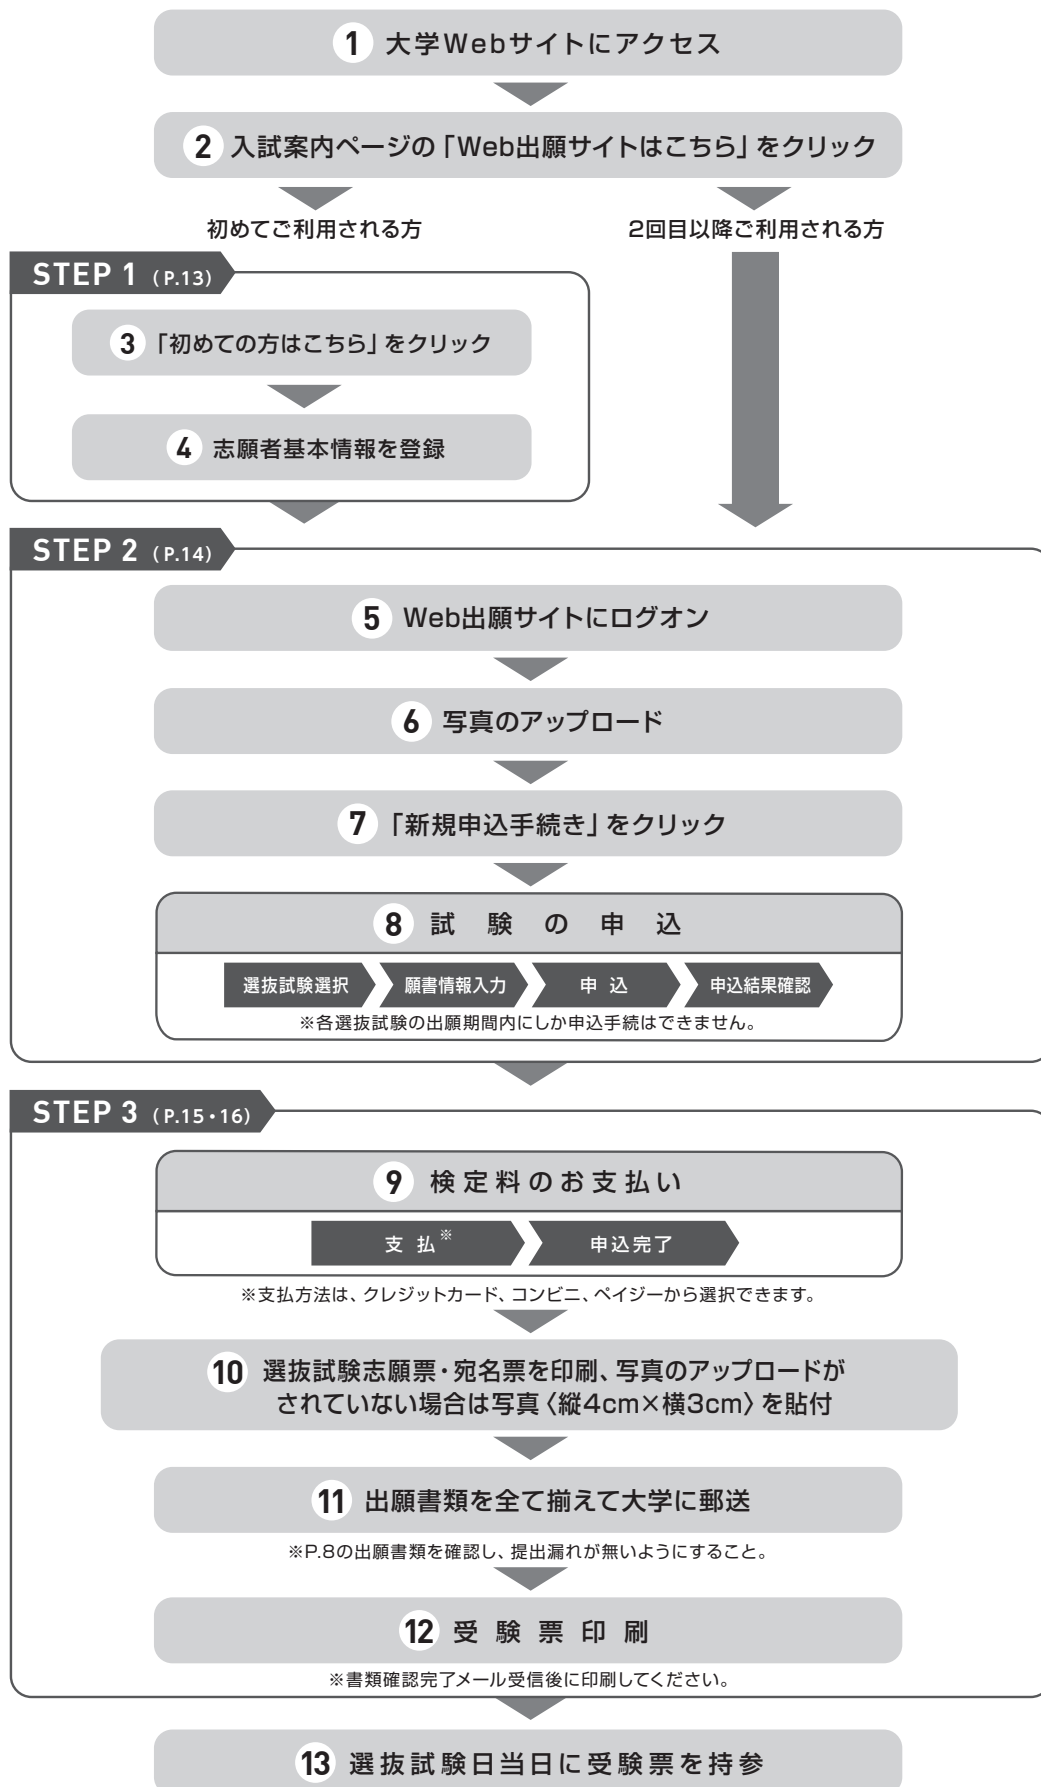 1 大学Webサイトにアクセス
2 入試案内ページの「Web出願サイトはこちら」をクリック
初めてご利用される方
2回目以降ご利用される方
STEP 1 (P.13)
3 「初めての方はこちら」をクリック
4 志願者基本情報を登録
STEP 2 (P.14)
5 Web出願サイトにログオン
6 写真のアップロード
7 「新規申込手続き」をクリック
8 試験の申込
選抜試験選択 願書情報入力 申込 申込結果確認
※各選抜試験の出願期間内にしか申込手続はできません。
STEP 3 (P.15・16)
9 検定料のお支払い
支払※ 申込完了
※支払方法は、クレジットカード、コンビニ、ペイジーから選択できます。
10 選抜試験志願票・宛名票を印刷、写真のアップロードが
されていない場合は写真〈縦4cm×横3cm〉を貼付
11 出願書類を全て揃えて大学に郵送
※P.8の出願書類を確認し、提出漏れが無いようにすること。
12 受験票印刷
※書類確認完了メール受信後に印刷してください。
13 選抜試験日当日に受験票を持参